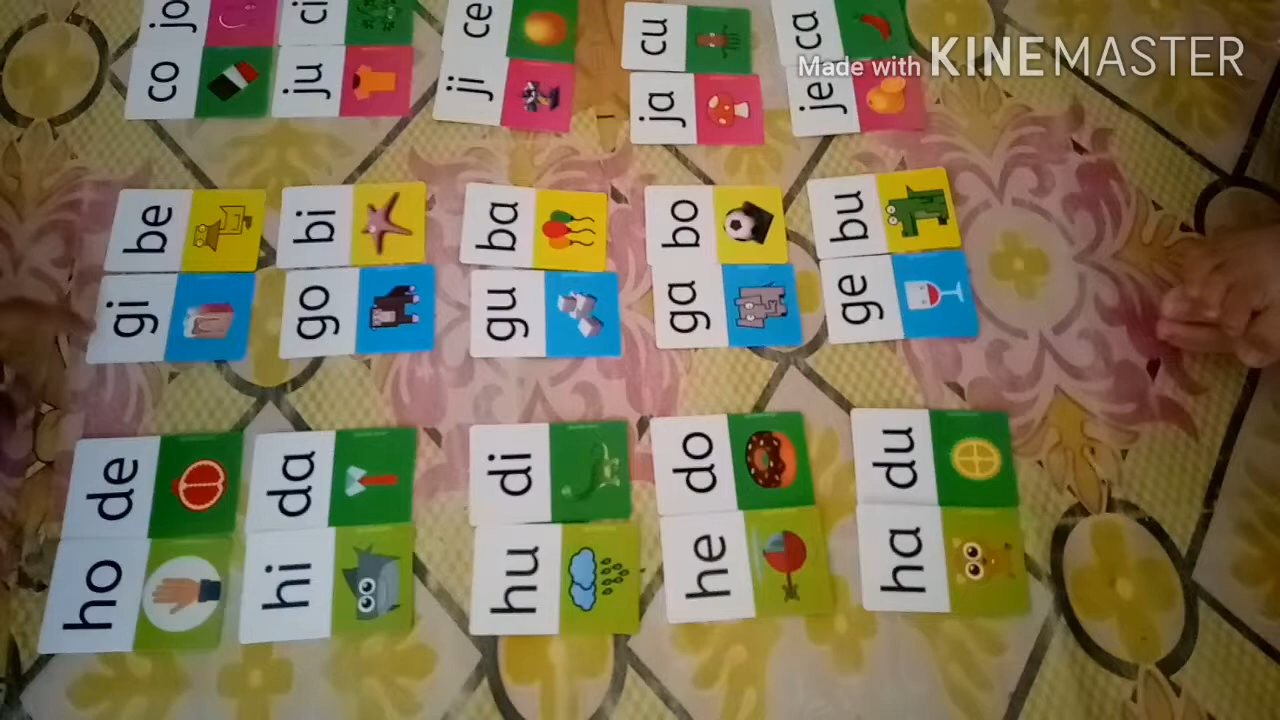 jo
ci
ce
cu
ca
co
ju
ji
ja
je
Made with KINEMASTER
be
bi
ba
bo
bu
gi
go
gu
ga
ge
de
da
di
do
du
ho
hi
hu
he
ha